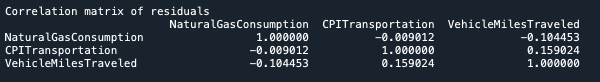 Correlation matrix of residuals
NaturalGasConsumption CPITransportation VehicleMilesTraveled
NaturalGasConsumption 1.000000 -0.009012 -0.104453
CPITransportation -0.009012 1.000000 0.159024
VehicleMilesTraveled -0.104453 0.159024 1.000000